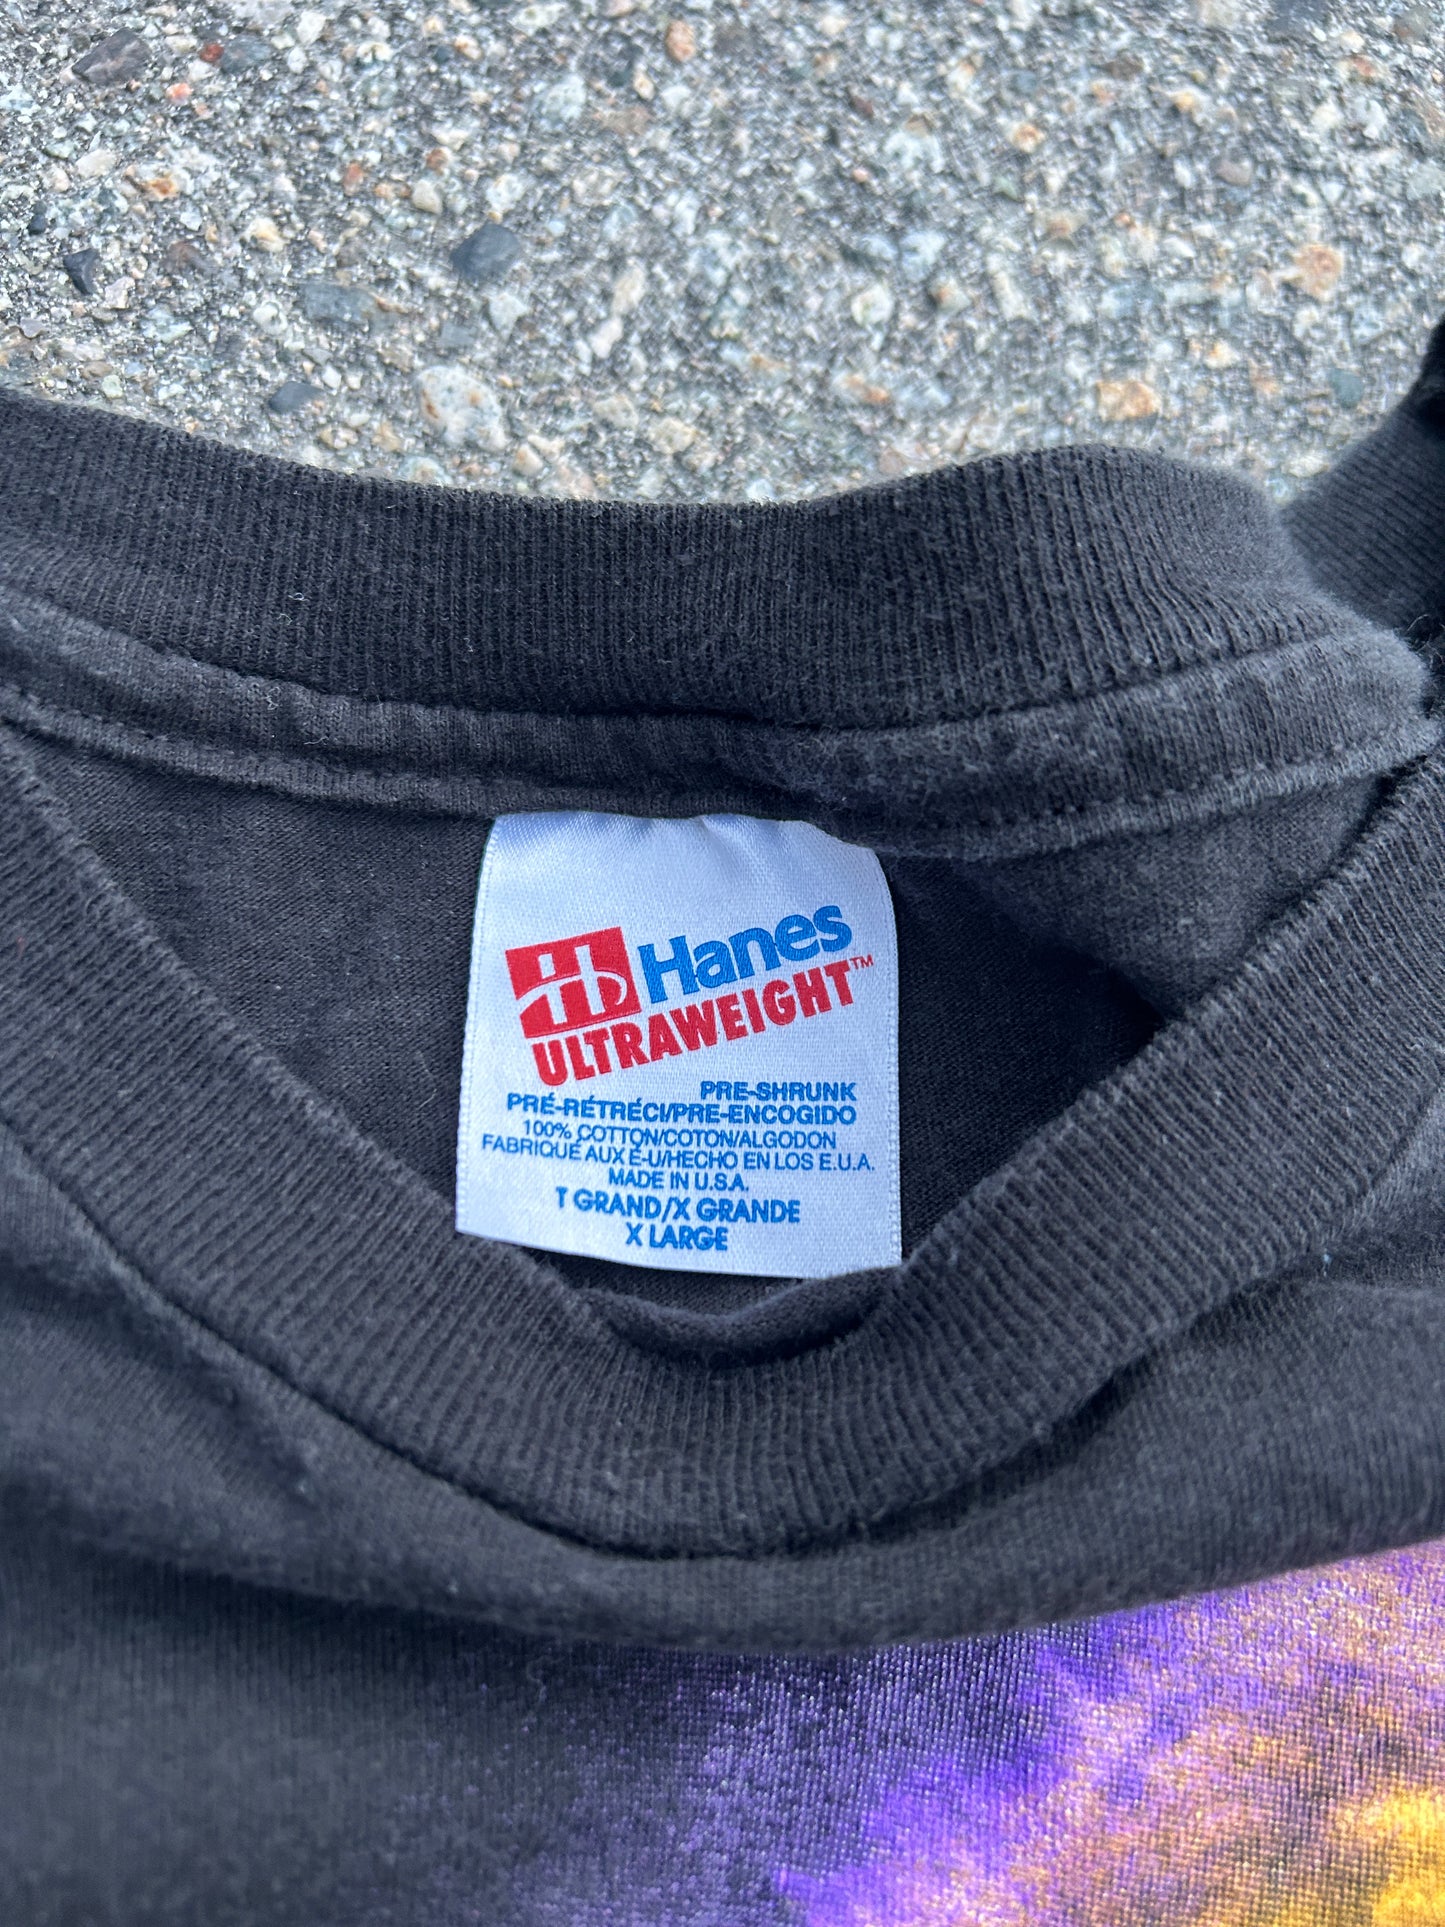 Hanes
ULTRAWEIGHT™
PRE-SHRUNK
PRÉ-RÉTRÉCI/PRE-ENCOGIDO
100% COTTON/COTON/ALGODON
FABRIQUÉ AUX É-U/HECHO EN LOS E.U.A.
MADE IN U.S.A.
T GRAND/X GRANDE
X LARGE